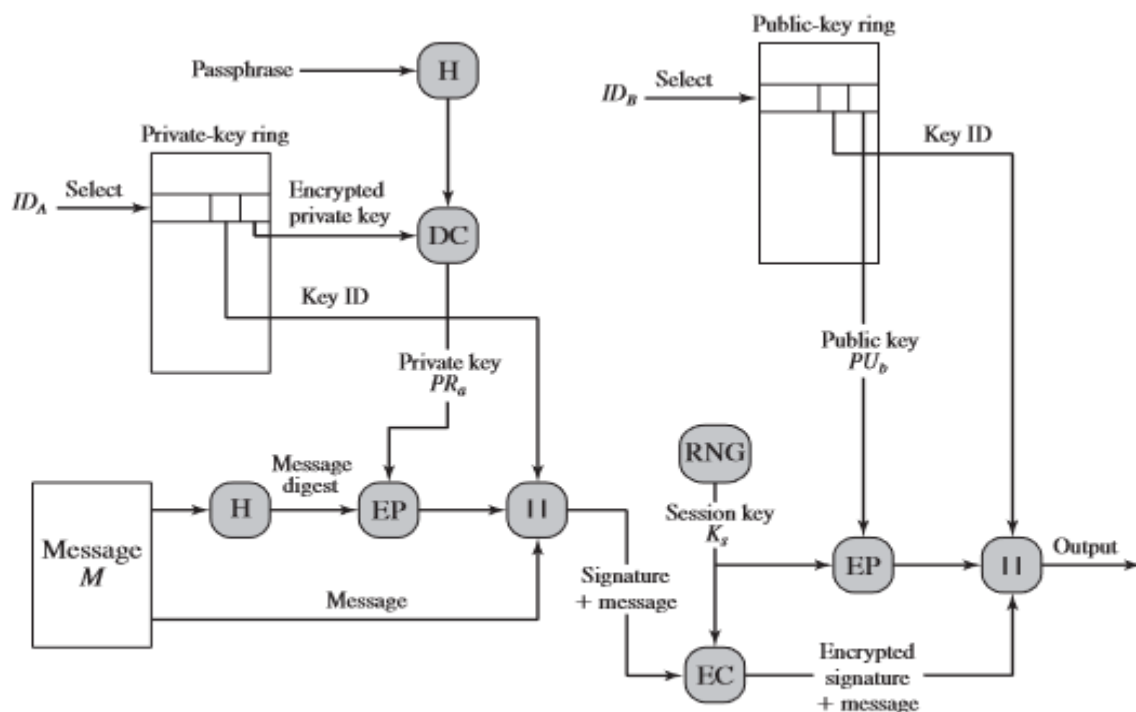 Public-key ring
Passphrase
H
ID_B
Select
Private-key ring
Key ID
ID_A
Select
Encrypted
private key
DC
Key ID
Private key
PR_a
Public key
PU_b
RNG
Message
digest
Session key
K_s
H
EP
||
Message
M
EP
||
Output
Signature
+ message
Message
EC
Encrypted
signature
+ message